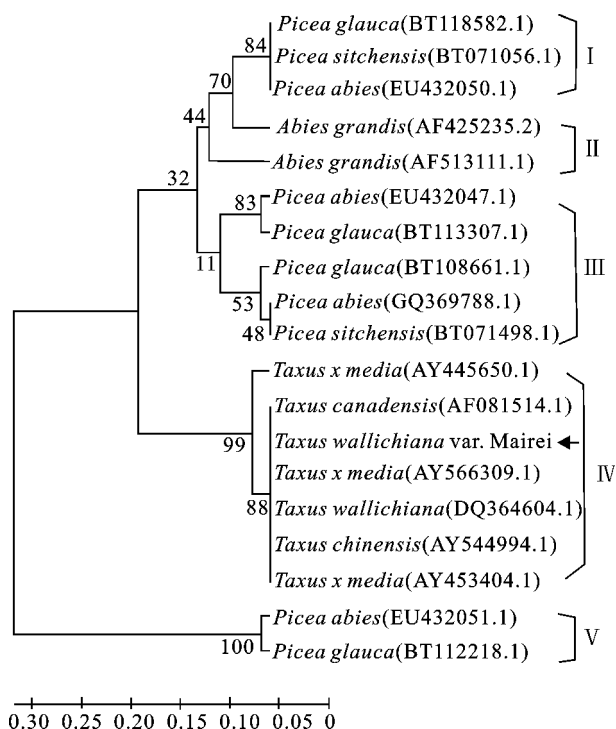 Picea glauca(BT118582.1)
84 Picea sitchensis(BT071056.1) I
70 Picea abies(EU432050.1)
44 Abies grandis(AF425235.2)
II
Abies grandis(AF513111.1)
32
Picea abies(EU432047.1)
83
Picea glauca(BT113307.1)
11 Picea glauca(BT108661.1) III
53 Picea abies(GQ369788.1)
48 Picea sitchensis(BT071498.1)
Taxus x media(AY445650.1)
Taxus canadensis(AF081514.1)
99 Taxus wallichiana var. Mairei
Taxus x media(AY566309.1) IV
88 Taxus wallichiana(DQ364604.1)
Taxus chinensis(AY544994.1)
Taxus x media(AY453404.1)
Picea abies(EU432051.1)
V
100 Picea glauca(BT112218.1)
0.30 0.25 0.20 0.15 0.10 0.05 0